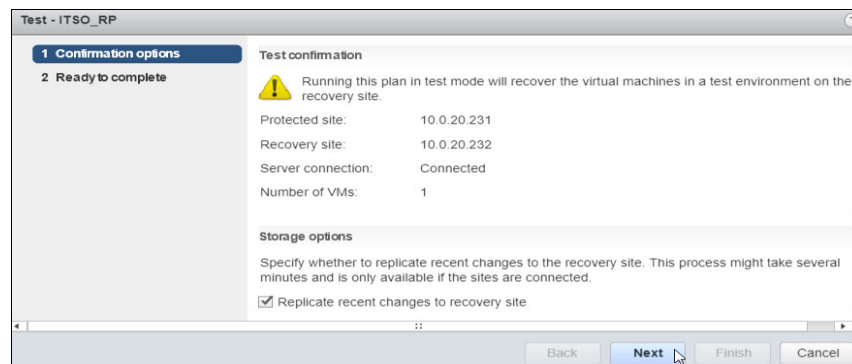 Test - ITSO_RP
?
1 Confirmation options
2 Ready to complete
Test confirmation
Running this plan in test mode will recover the virtual machines in a test environment on the
recovery site.
Protected site: 10.0.20.231
Recovery site: 10.0.20.232
Server connection: Connected
Number of VMs: 1
Storage options
Specify whether to replicate recent changes to the recovery site. This process might take several
minutes and is only available if the sites are connected.
Replicate recent changes to recovery site
Back Next Finish Cancel